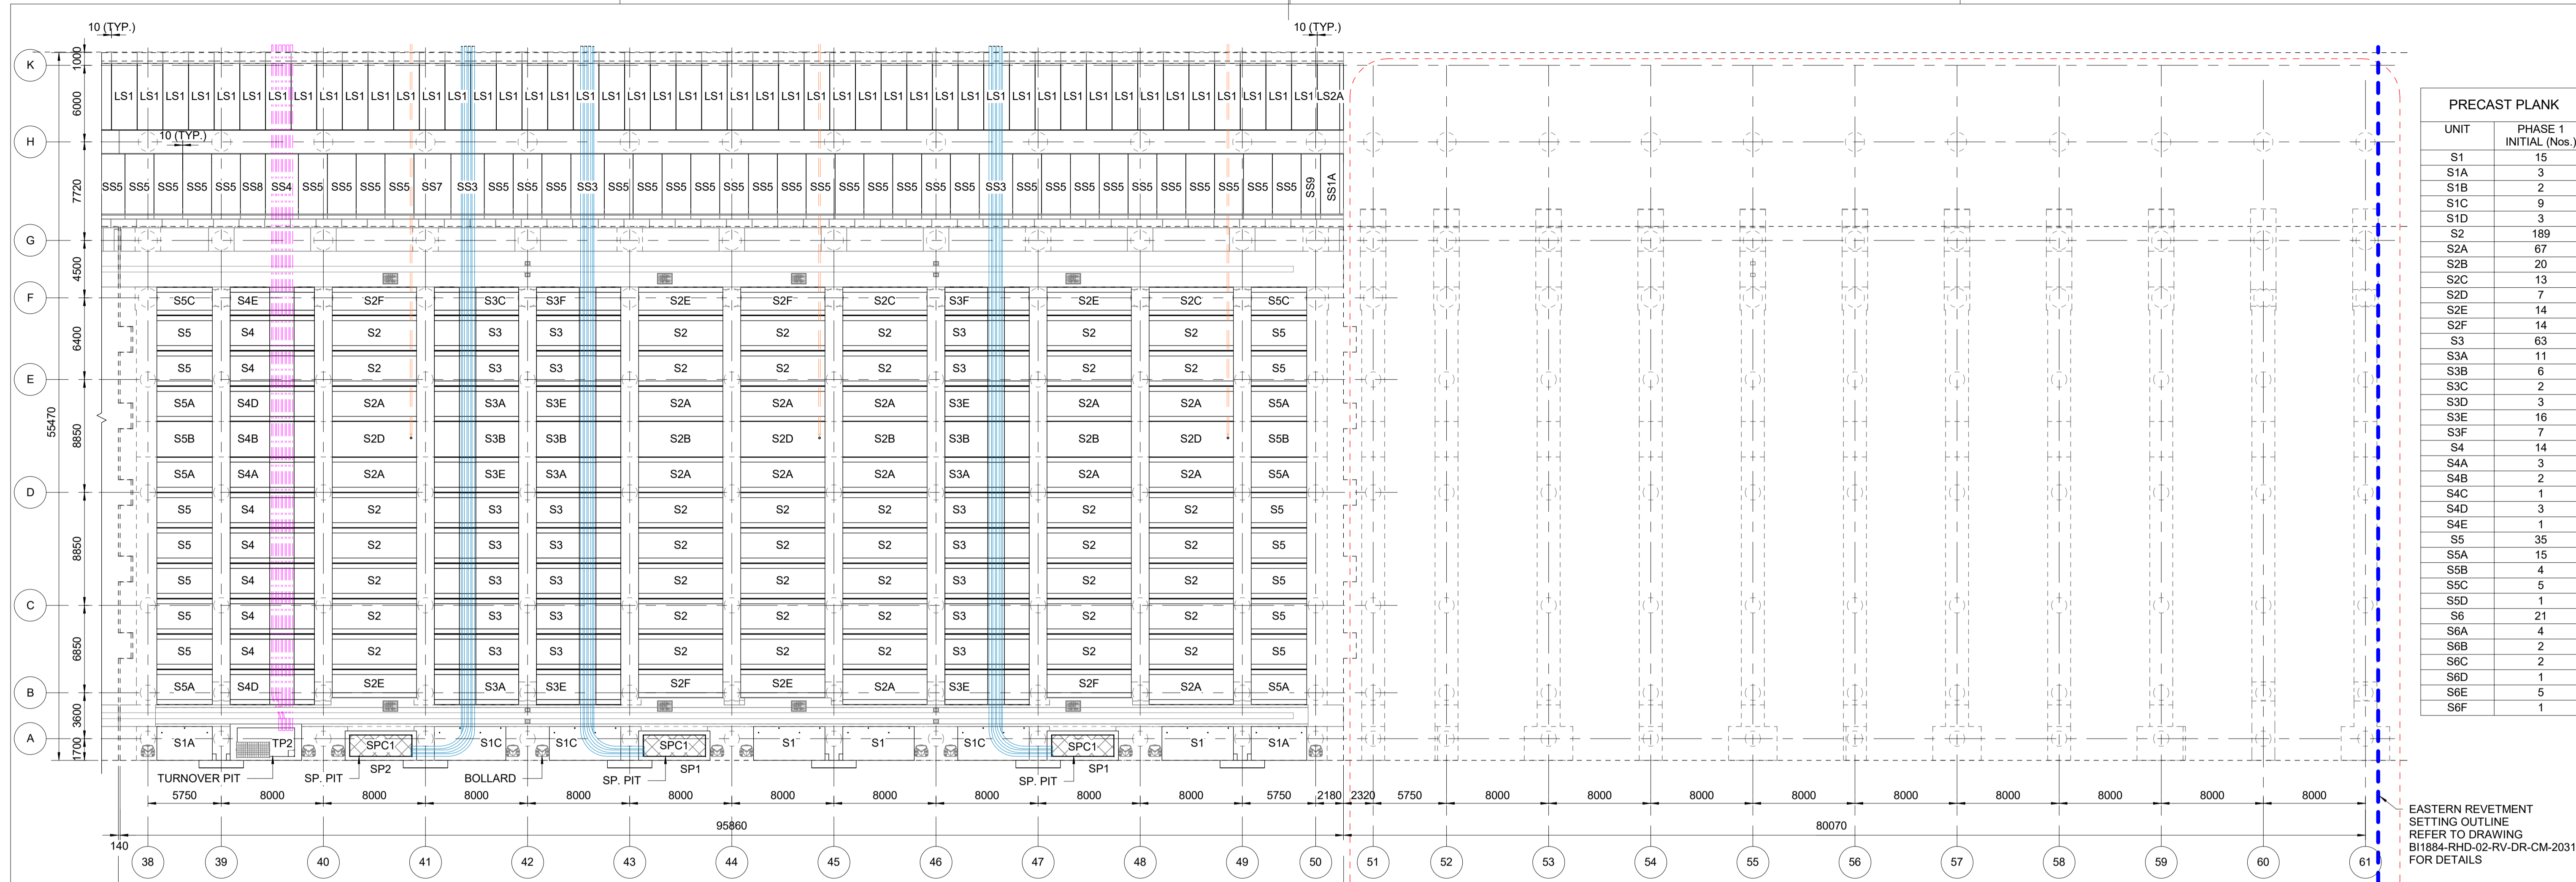 10 (TYP.) 10 (TYP.)
K
1000
6000
LS1 LS1 LS1 LS1 LS1 LS1 LS1 LS1 LS1 LS1 LS1 LS1 LS1 LS1 LS1 LS1 LS1 LS1 LS1 LS1 LS1 LS1 LS1 LS1 LS1 LS1 LS1 LS1 LS1 LS1 LS1 LS1 LS1 LS1 LS1 LS1 LS1 LS1 LS1 LS1 LS1 LS1 LS1 LS1 LS1 LS1 LS1 LS2A
10 (TYP.)
H
7720
SS5 SS5 SS5 SS5 SS5 SS8 SS4 SS5 SS5 SS5 SS5 SS7 SS3 SS5 SS5 SS5 SS3 SS5 SS5 SS5 SS5 SS5 SS5 SS5 SS5 SS5 SS5 SS5 SS5 SS5 SS3 SS5 SS5 SS5 SS5 SS5 SS5 SS5 SS5 SS5 SS5 SS9 SS1A
G
4500
F
S5C S4E S2F S3C S3F S2E S2F S2C S3F S2E S2C S5C
6400
S5 S4 S2 S3 S3 S2 S2 S2 S3 S2 S2 S5
S5 S4 S2 S3 S3 S2 S2 S2 S3 S2 S2 S5
E
55470
8850
S5A S4D S2A S3A S3E S2A S2A S2A S3E S2A S2A S5A
S5B S4B S2D S3B S3B S2B S2D S2B S3B S2B S2D S5B
S5A S4A S2A S3E S3A S2A S2A S2A S3A S2A S2A S5A
D
8850
S5 S4 S2 S3 S3 S2 S2 S2 S3 S2 S2 S5
S5 S4 S2 S3 S3 S2 S2 S2 S3 S2 S2 S5
S5 S4 S2 S3 S3 S2 S2 S2 S3 S2 S2 S5
C
6850
S5 S4 S2 S3 S3 S2 S2 S2 S3 S2 S2 S5
S5 S4 S2 S3 S3 S2 S2 S2 S3 S2 S2 S5
S5A S4D S2E S3A S3E S2F S2E S2A S3E S2F S2A S5A
B
3600
A
1700
S1A TP2 SPC1 S1C S1C SPC1 S1 S1 S1C SPC1 S1 S1A
TURNOVER PIT SP. PIT SP2 BOLLARD SP. PIT SP1 SP. PIT SP1
5750 8000 8000 8000 8000 8000 8000 8000 8000 8000 8000 5750 2180 2320 5750 8000 8000 8000 8000 8000 8000 8000 8000 8000
140 95860 80070
38 39 40 41 42 43 44 45 46 47 48 49 50 51 52 53 54 55 56 57 58 59 60 61
EASTERN REVETMENT
SETTING OUTLINE
REFER TO DRAWING
BI1884-RHD-02-RV-DR-CM-2031
FOR DETAILS
PRECAST PLANK
UNIT PHASE 1 INITIAL (Nos.)
S1 15
S1A 3
S1B 2
S1C 9
S1D 3
S2 189
S2A 67
S2B 20
S2C 13
S2D 7
S2E 14
S2F 14
S3 63
S3A 11
S3B 6
S3C 2
S3D 3
S3E 16
S3F 7
S4 14
S4A 3
S4B 2
S4C 1
S4D 3
S4E 1
S5 35
S5A 15
S5B 4
S5C 5
S5D 1
S6 21
S6A 4
S6B 2
S6C 2
S6D 1
S6E 5
S6F 1